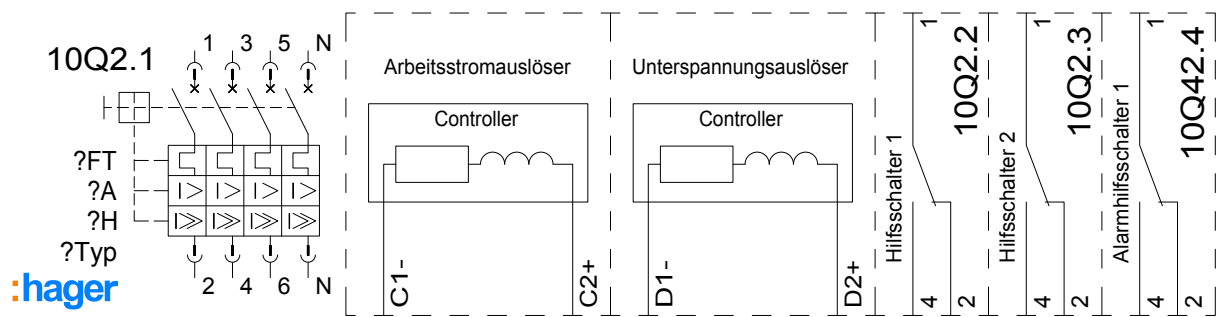 10Q2.1
1 3 5 N
?FT
?A
?H
?Typ
2 4 6 N
:hager
Arbeitsstromauslöser
Controller
C1-
C2+
Unterspannungsauslöser
Controller
D1-
D2+
Hilfsschalter 1
1
10Q2.2
4
2
Hilfsschalter 2
1
10Q2.3
4
2
Alarmhilfsschalter 1
1
10Q42.4
4
2